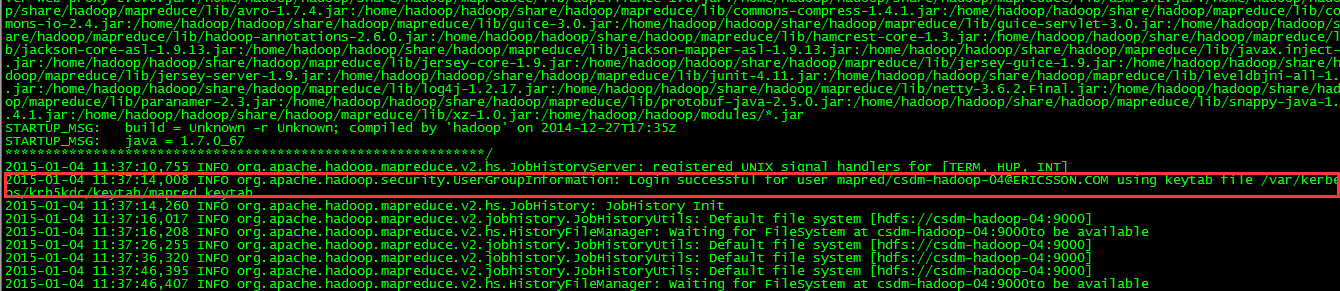 p/share/hadoop/mapreduce/lib/avro-1.7.4.jar:/home/hadoop/hadoop/share/hadoop/mapreduce/lib/commons-compress-1.4.1.jar:/home/hadoop/hadoop/share/hadoop/mapreduce/lib/com
mons-io-2.4.jar:/home/hadoop/hadoop/share/hadoop/mapreduce/lib/guice-3.0.jar:/home/hadoop/hadoop/share/hadoop/mapreduce/lib/guice-servlet-3.0.jar:/home/hadoop/hadoop/sh
are/hadoop/mapreduce/lib/hadoop-annotations-2.6.0.jar:/home/hadoop/hadoop/share/hadoop/mapreduce/lib/hamcrest-core-1.3.jar:/home/hadoop/hadoop/share/hadoop/mapreduce/li
b/jackson-core-asl-1.9.13.jar:/home/hadoop/hadoop/share/hadoop/mapreduce/lib/jackson-mapper-asl-1.9.13.jar:/home/hadoop/hadoop/share/hadoop/mapreduce/lib/javax.inject-
.jar:/home/hadoop/hadoop/share/hadoop/mapreduce/lib/jersey-core-1.9.jar:/home/hadoop/hadoop/share/hadoop/mapreduce/lib/jersey-guice-1.9.jar:/home/hadoop/hadoop/share/ha
doop/mapreduce/lib/jersey-server-1.9.jar:/home/hadoop/hadoop/share/hadoop/mapreduce/lib/junit-4.11.jar:/home/hadoop/hadoop/share/hadoop/mapreduce/lib/leveldbjni-all-1.
.jar:/home/hadoop/hadoop/share/hadoop/mapreduce/lib/log4j-1.2.17.jar:/home/hadoop/hadoop/share/hadoop/mapreduce/lib/netty-3.6.2.Final.jar:/home/hadoop/hadoop/share/hado
op/mapreduce/lib/paranamer-2.3.jar:/home/hadoop/hadoop/share/hadoop/mapreduce/lib/protobuf-java-2.5.0.jar:/home/hadoop/hadoop/share/hadoop/mapreduce/lib/snappy-java-1.
.4.1.jar:/home/hadoop/hadoop/share/hadoop/mapreduce/lib/xz-1.0.jar:/home/hadoop/hadoop/modules/*.jar
STARTUP_MSG:   build = Unknown -r Unknown; compiled by 'hadoop' on 2014-12-27T17:35Z
STARTUP_MSG:   java = 1.7.0_67
************************************************************/
2015-01-04 11:37:10,755 INFO org.apache.hadoop.mapreduce.v2.hs.JobHistoryServer: registered UNIX signal handlers for [TERM, HUP, INT]
2015-01-04 11:37:14,008 INFO org.apache.hadoop.security.UserGroupInformation: Login successful for user mapred/csdm-hadoop-04@ERICSSON.COM using keytab file /var/kerbe
os/krb5kdc/keytab/mapred.keytab
2015-01-04 11:37:14,260 INFO org.apache.hadoop.mapreduce.v2.hs.JobHistory: JobHistory Init
2015-01-04 11:37:16,017 INFO org.apache.hadoop.mapreduce.v2.jobhistory.JobHistoryUtils: Default file system [hdfs://csdm-hadoop-04:9000]
2015-01-04 11:37:16,208 INFO org.apache.hadoop.mapreduce.v2.hs.HistoryFileManager: Waiting for FileSystem at csdm-hadoop-04:9000to be available
2015-01-04 11:37:26,255 INFO org.apache.hadoop.mapreduce.v2.jobhistory.JobHistoryUtils: Default file system [hdfs://csdm-hadoop-04:9000]
2015-01-04 11:37:36,320 INFO org.apache.hadoop.mapreduce.v2.jobhistory.JobHistoryUtils: Default file system [hdfs://csdm-hadoop-04:9000]
2015-01-04 11:37:46,395 INFO org.apache.hadoop.mapreduce.v2.jobhistory.JobHistoryUtils: Default file system [hdfs://csdm-hadoop-04:9000]
2015-01-04 11:37:46,407 INFO org.apache.hadoop.mapreduce.v2.hs.HistoryFileManager: Waiting for FileSystem at csdm-hadoop-04:9000to be available